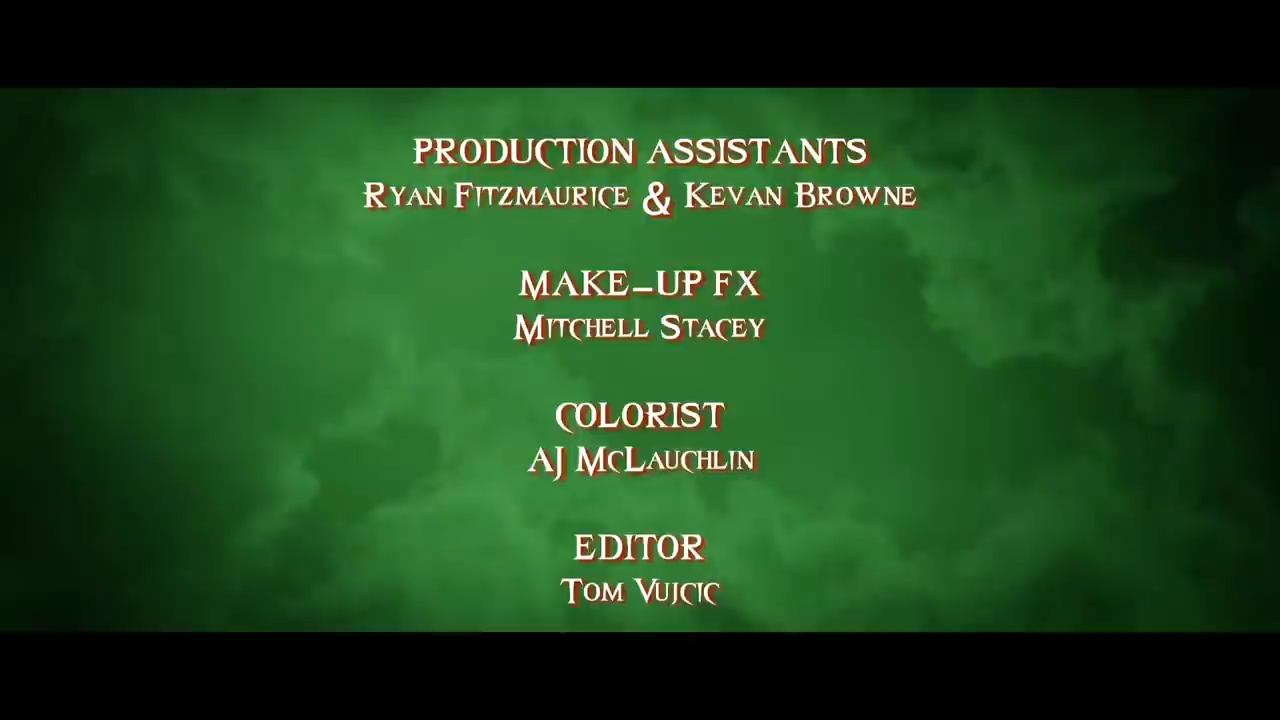 PRODUCTION ASSISTANTS
Ryan Fitzmaurice & Kevan Browne
MAKE-UP FX
Mitchell Stacey
COLORIST
AJ McLauchlin
EDITOR
Tom Vujcic